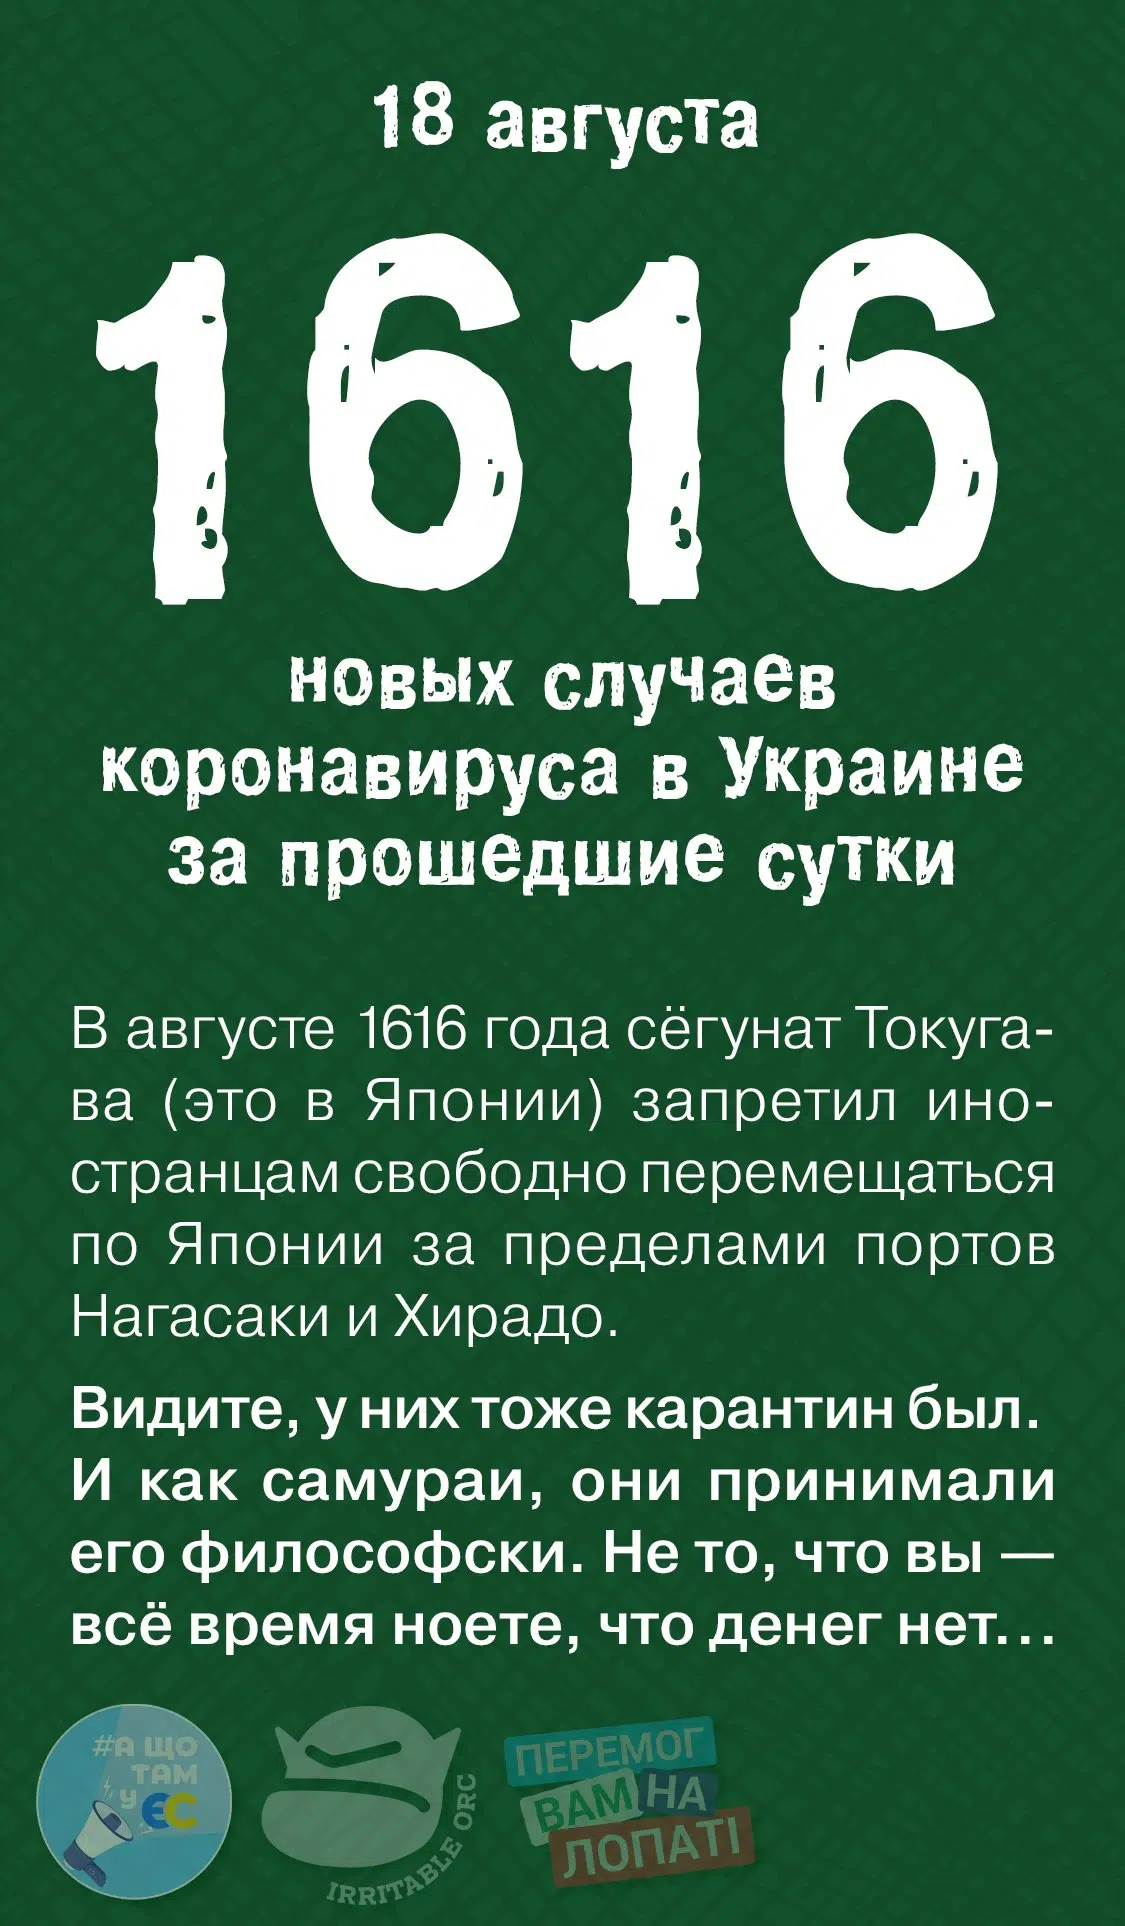 18 августа
1616
новых случаев
коронавируса в Украине
за прошедшие сутки
В августе 1616 года сёгунат Токуга-
ва (это в Японии) запретил ино-
странцам свободно перемещаться
по Японии за пределами портов
Нагасаки и Хирадо.
Видите, у них тоже карантин был.
И как самураи, они принимали
его философски. Не то, что вы —
всё время ноете, что денег нет...
#А ЩО
ТАМ
У ЄС
IRRITABLE ORC
ПЕРЕМОГ
ВАМ НА
ЛОПАТІ